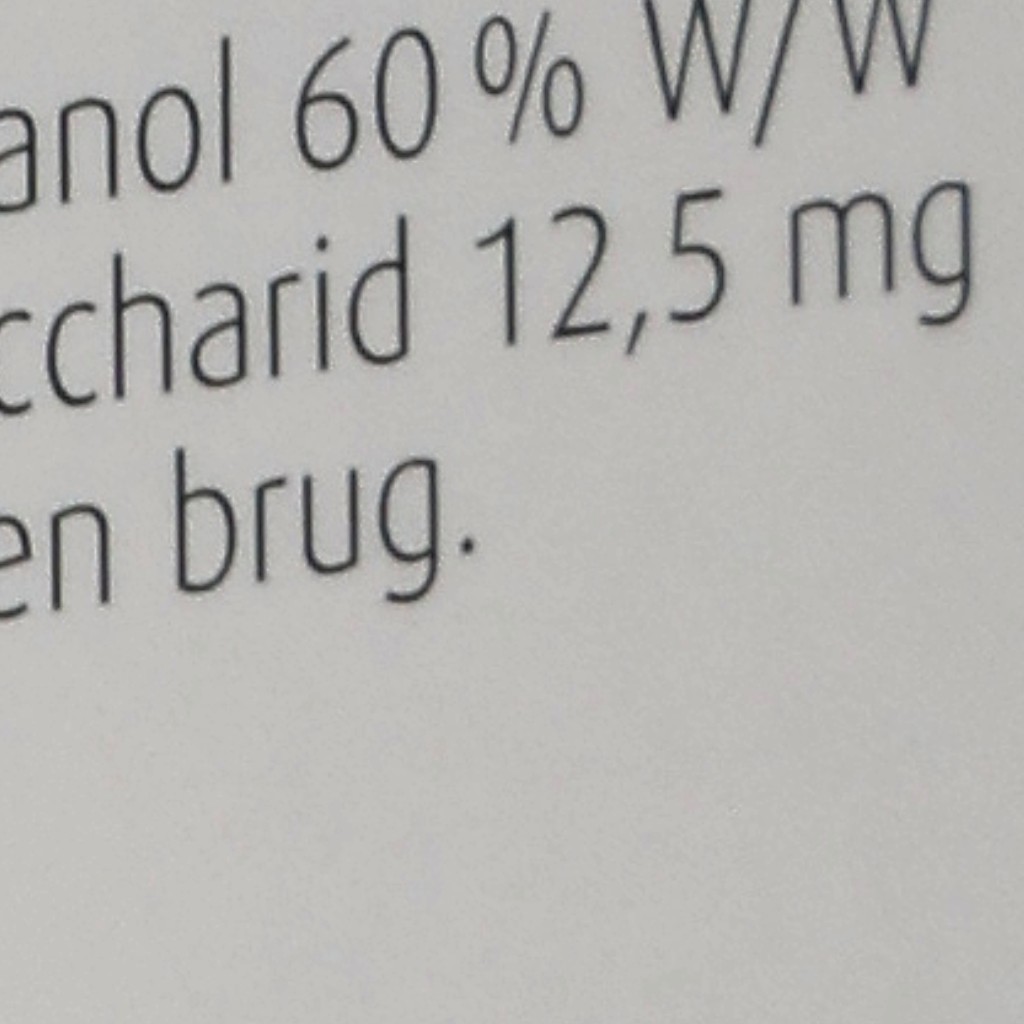 anol 60% W/W
ccharid 12,5 mg
en brug.